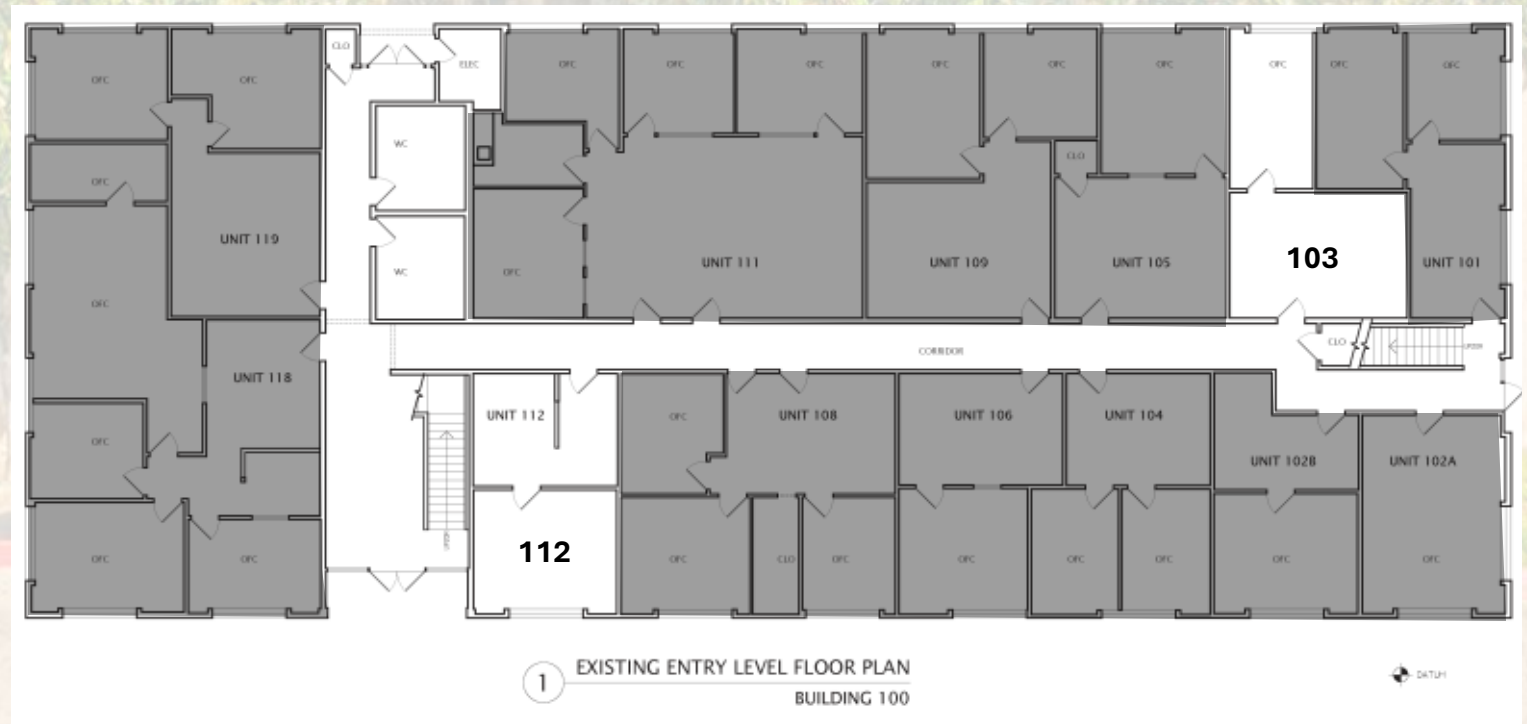 CLO
ELEC
OFC
OFC
OFC
OFC
OFC
OFC
OFC
OFC
OFC
OFC
OFC
WC
CLO
OFC
UNIT 119
103
UNIT 111
UNIT 109
UNIT 105
UNIT 101
OFC
WC
OFC
CLO
CORRIDOR
UNIT 118
UNIT 112
OFC
UNIT 108
UNIT 106
UNIT 104
OFC
UNIT 102B
UNIT 102A
112
OFC
OFC
OFC
CLO
OFC
OFC
OFC
OFC
OFC
OFC
1
EXISTING ENTRY LEVEL FLOOR PLAN
BUILDING 100
DATUM